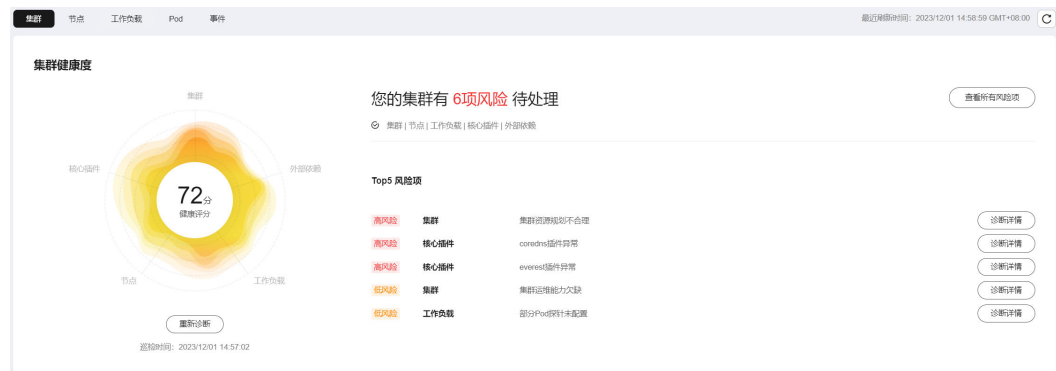 集群 节点 工作负载 Pod 事件 最近刷新时间：2023/12/01 14:58:59 GMT+08:00
集群健康度
集群
核心插件 外部依赖
72分
健康评分
节点 工作负载
重新诊断
巡检时间：2023/12/01 14:57:02
您的集群有 6项风险 待处理 查看所有风险项
集群 | 节点 | 工作负载 | 核心插件 | 外部依赖
Top5 风险项
高风险 集群 集群资源规划不合理 诊断详情
高风险 核心插件 coredns插件异常 诊断详情
高风险 核心插件 everest插件异常 诊断详情
低风险 集群 集群运维能力欠缺 诊断详情
低风险 工作负载 部分Pod探针未配置 诊断详情